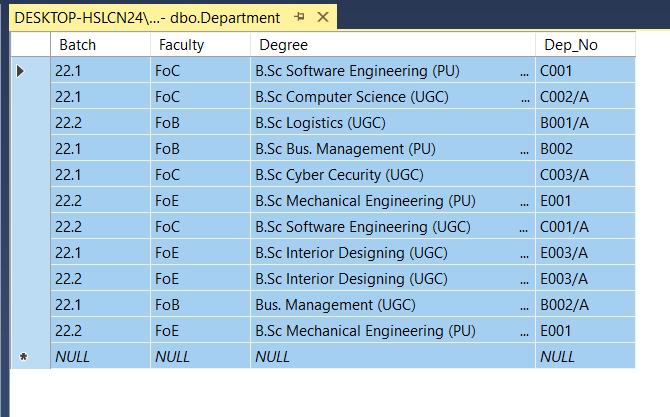 DESKTOP-HSLCN24\...- dbo.Department
Batch Faculty Degree Dep_No
22.1 FoC B.Sc Software Engineering (PU) ... C001
22.1 FoC B.Sc Computer Science (UGC) ... C002/A
22.2 FoB B.Sc Logistics (UGC) B001/A
22.1 FoB B.Sc Bus. Management (PU) ... B002
22.1 FoC B.Sc Cyber Cecurity (UGC) C003/A
22.2 FoE B.Sc Mechanical Engineering (PU) ... E001
22.2 FoC B.Sc Software Engineering (UGC) ... C001/A
22.1 FoE B.Sc Interior Designing (UGC) ... E003/A
22.2 FoE B.Sc Interior Designing (UGC) ... E003/A
22.1 FoB Bus. Management (UGC) ... B002/A
22.2 FoE B.Sc Mechanical Engineering (PU) ... E001
* NULL NULL NULL NULL